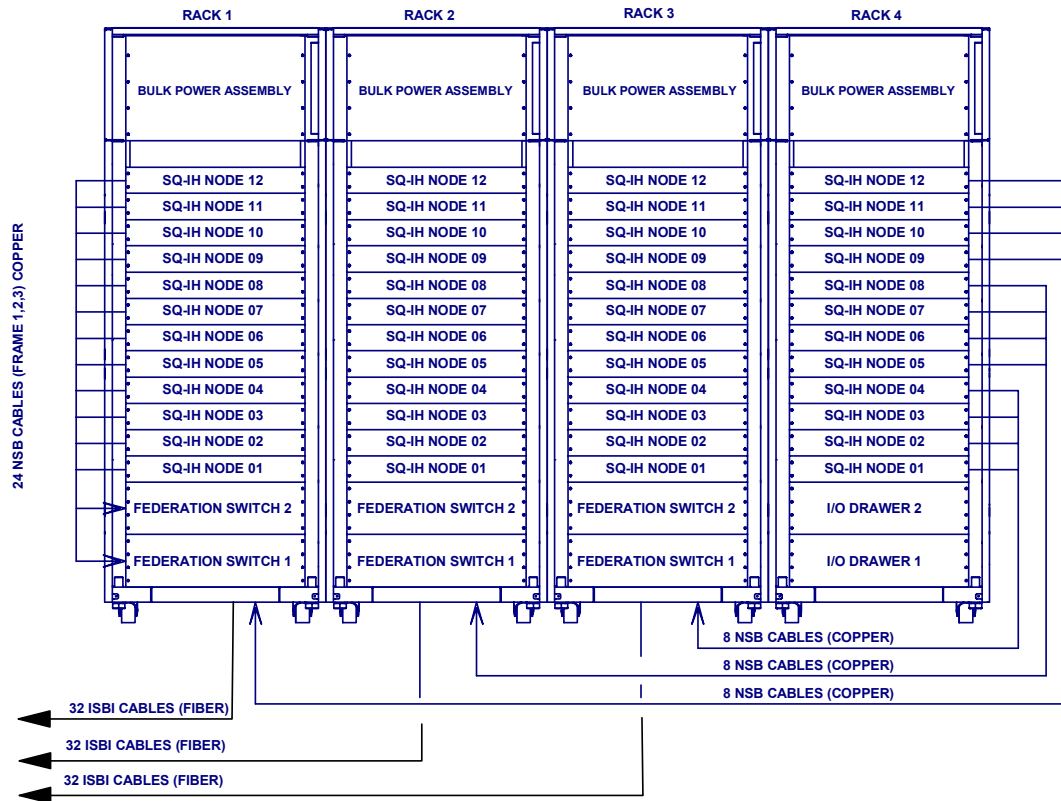 RACK 1 RACK 2 RACK 3 RACK 4
BULK POWER ASSEMBLY BULK POWER ASSEMBLY BULK POWER ASSEMBLY BULK POWER ASSEMBLY
SQ-IH NODE 12 SQ-IH NODE 12 SQ-IH NODE 12 SQ-IH NODE 12
SQ-IH NODE 11 SQ-IH NODE 11 SQ-IH NODE 11 SQ-IH NODE 11
SQ-IH NODE 10 SQ-IH NODE 10 SQ-IH NODE 10 SQ-IH NODE 10
SQ-IH NODE 09 SQ-IH NODE 09 SQ-IH NODE 09 SQ-IH NODE 09
SQ-IH NODE 08 SQ-IH NODE 08 SQ-IH NODE 08 SQ-IH NODE 08
SQ-IH NODE 07 SQ-IH NODE 07 SQ-IH NODE 07 SQ-IH NODE 07
SQ-IH NODE 06 SQ-IH NODE 06 SQ-IH NODE 06 SQ-IH NODE 06
SQ-IH NODE 05 SQ-IH NODE 05 SQ-IH NODE 05 SQ-IH NODE 05
SQ-IH NODE 04 SQ-IH NODE 04 SQ-IH NODE 04 SQ-IH NODE 04
SQ-IH NODE 03 SQ-IH NODE 03 SQ-IH NODE 03 SQ-IH NODE 03
SQ-IH NODE 02 SQ-IH NODE 02 SQ-IH NODE 02 SQ-IH NODE 02
SQ-IH NODE 01 SQ-IH NODE 01 SQ-IH NODE 01 SQ-IH NODE 01
FEDERATION SWITCH 2 FEDERATION SWITCH 2 FEDERATION SWITCH 2 I/O DRAWER 2
FEDERATION SWITCH 1 FEDERATION SWITCH 1 FEDERATION SWITCH 1 I/O DRAWER 1
24 NSB CABLES (FRAME 1,2,3) COPPER
8 NSB CABLES (COPPER)
8 NSB CABLES (COPPER)
8 NSB CABLES (COPPER)
32 ISBI CABLES (FIBER)
32 ISBI CABLES (FIBER)
32 ISBI CABLES (FIBER)